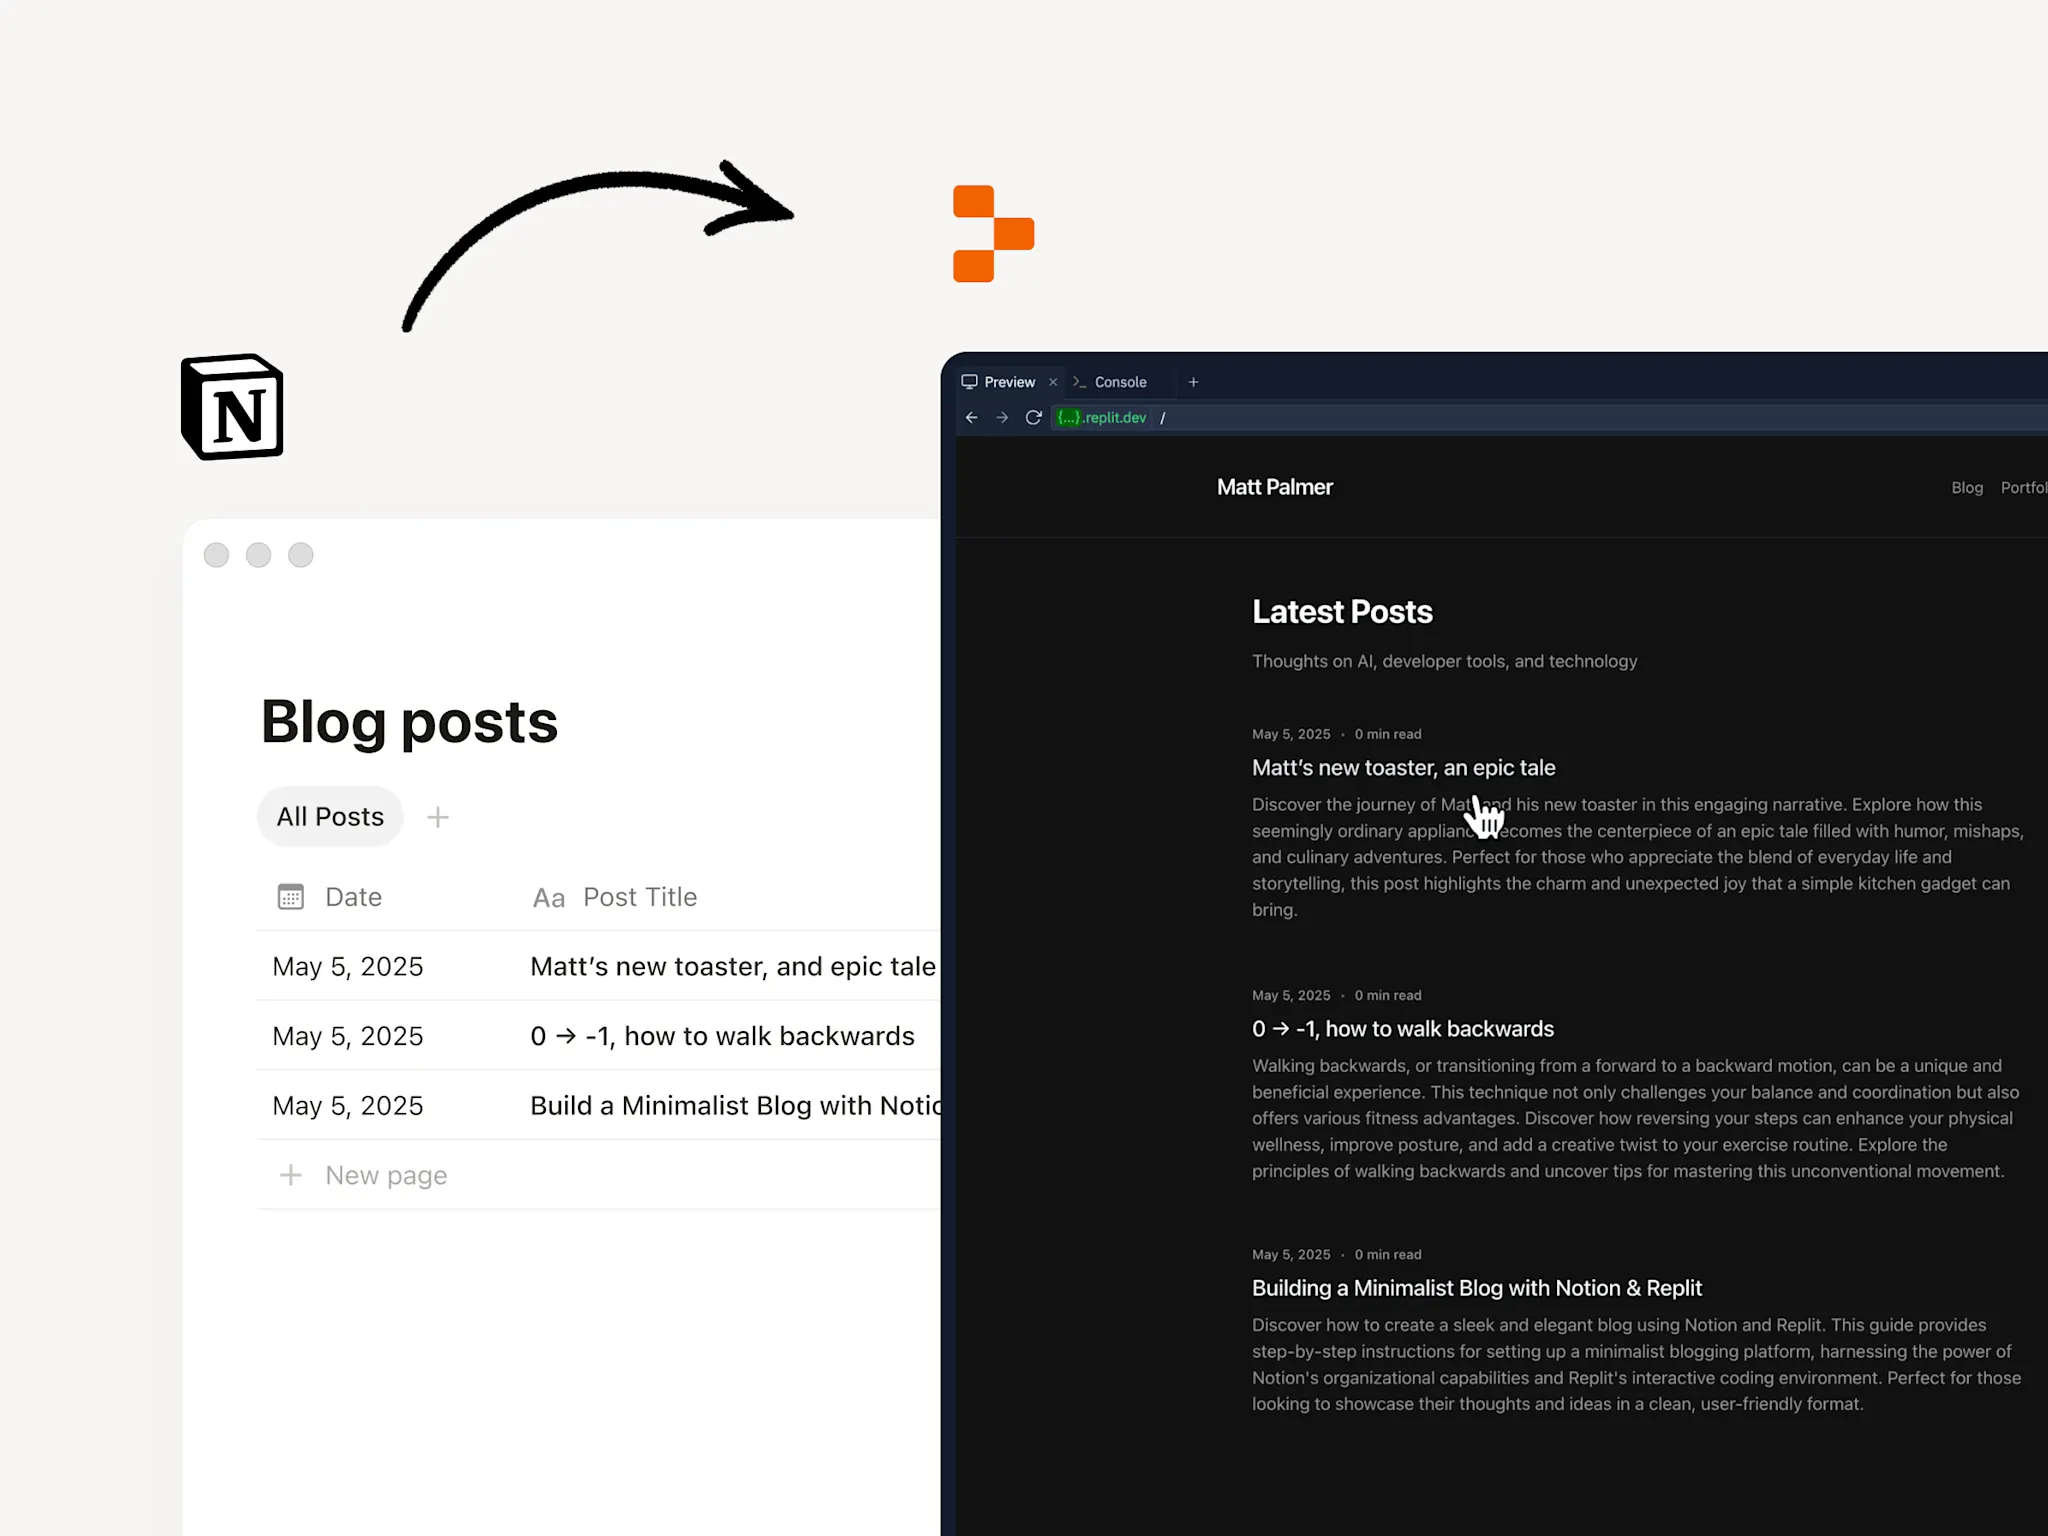 N
Blog posts
All Posts
Date
Aa Post Title
May 5, 2025 Matt’s new toaster, and epic tale
May 5, 2025 0 → -1, how to walk backwards
May 5, 2025 Build a Minimalist Blog with
New page
Preview × >_ Console +
{...}.replit.dev /
Matt Palmer
Blog
Latest Posts
Thoughts on AI, developer tools, and technology
May 5, 2025 · 0 min read
Matt’s new toaster, an epic tale
Discover the journey of his new toaster in this engaging narrative. Explore how this
seemingly ordinary the centerpiece of an epic tale filled with humor, mishaps,
and culinary adventures. Perfect for those who appreciate the blend of everyday life and
storytelling, this post highlights the charm and unexpected joy that a simple kitchen gadget can
bring.
May 5, 2025 · 0 min read
0 → -1, how to walk backwards
Walking backwards, or transitioning from a forward to a backward motion, can be a unique and
beneficial experience. This technique not only challenges your balance and coordination but also
offers various fitness advantages. Discover how reversing your steps can enhance your physical
wellness, improve posture, and add a creative twist to your exercise routine. Explore the
principles of walking backwards and uncover tips for mastering this unconventional movement.
May 5, 2025 · 0 min read
Building a Minimalist Blog with Notion & Replit
Discover how to create a sleek and elegant blog using Notion and Replit. This guide provides
step-by-step instructions for setting up a minimalist blogging platform, harnessing the power of
Notion's organizational capabilities and Replit's interactive coding environment. Perfect for those
looking to showcase their thoughts and ideas in a clean, user-friendly format.